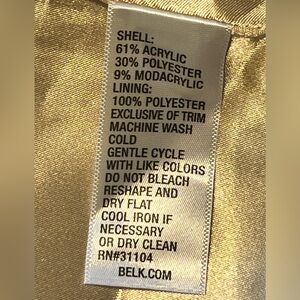 SHELL:
61% ACRYLIC
30% POLYESTER
9% MODACRYLIC
LINING:
100% POLYESTER
EXCLUSIVE OF TRIM
MACHINE WASH
COLD
GENTLE CYCLE
WITH LIKE COLORS
DO NOT BLEACH
RESHAPE AND
DRY FLAT
COOL IRON IF
NECESSARY
OR DRY CLEAN
RN#31104
BELK.COM